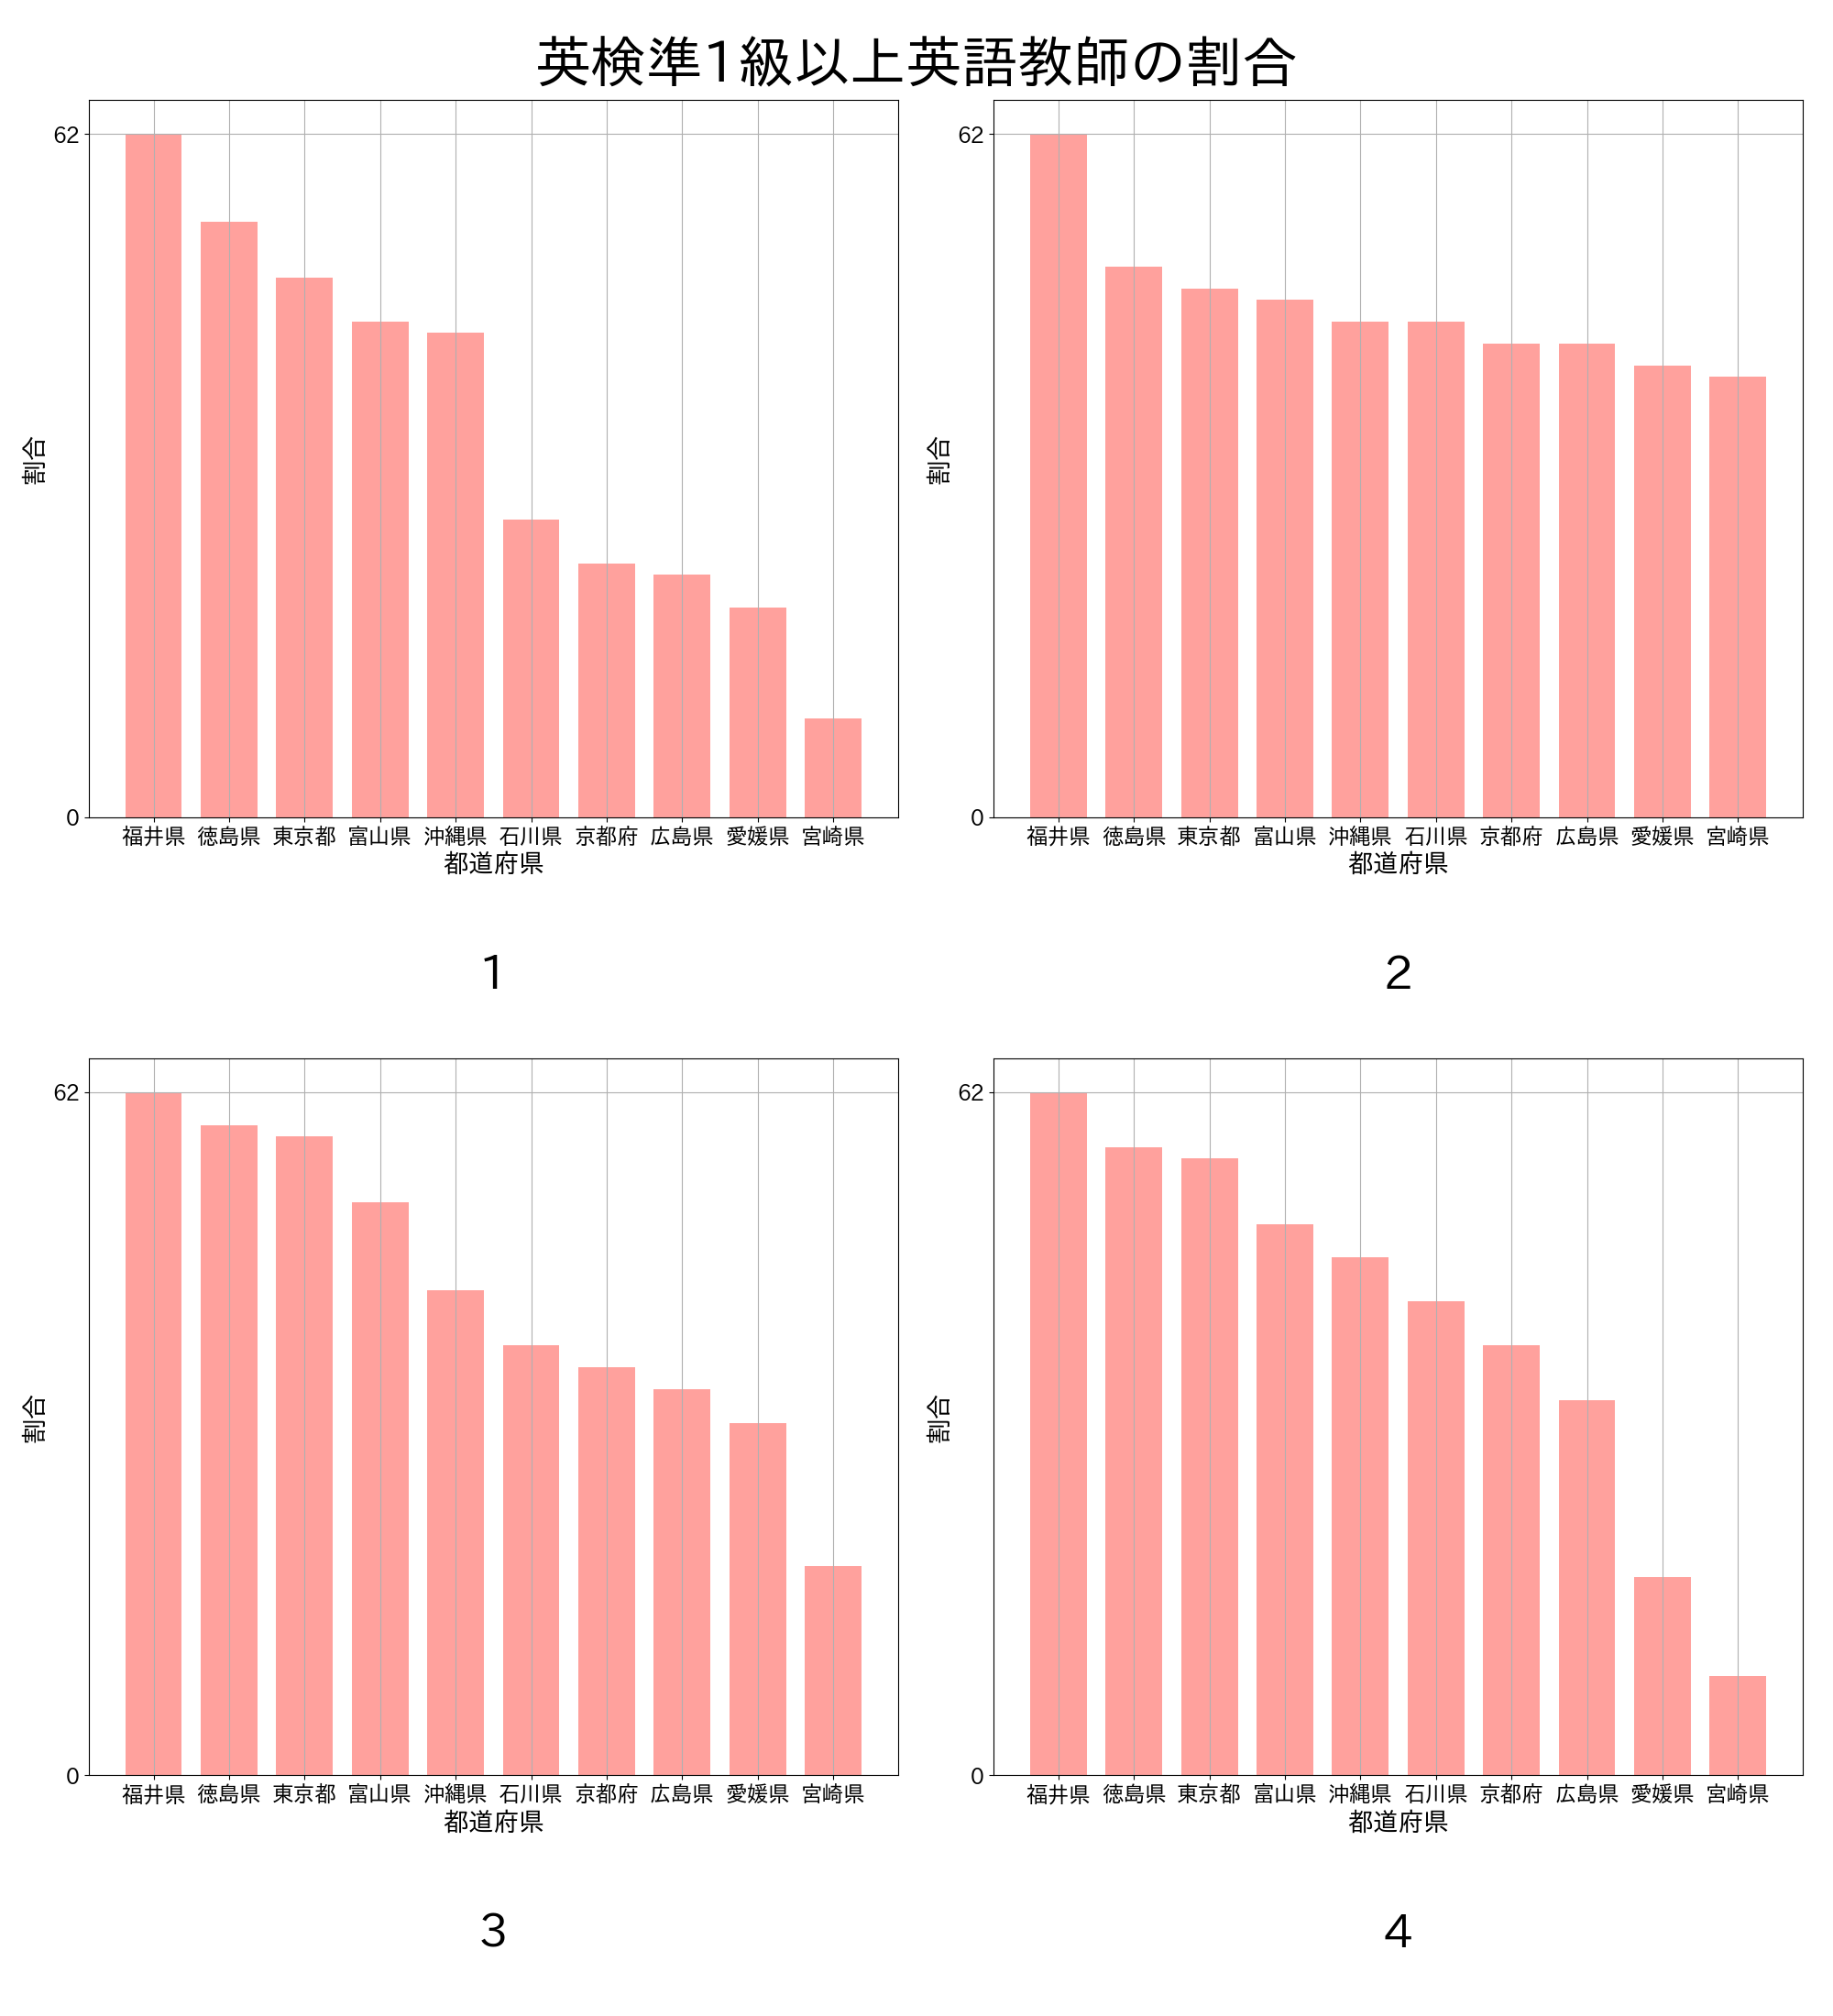 英検準1級以上英語教師の割合
62
0
割合
福井県 徳島県 東京都 富山県 沖縄県 石川県 京都府 広島県 愛媛県 宮崎県
都道府県
1
62
0
割合
福井県 徳島県 東京都 富山県 沖縄県 石川県 京都府 広島県 愛媛県 宮崎県
都道府県
2
62
0
割合
福井県 徳島県 東京都 富山県 沖縄県 石川県 京都府 広島県 愛媛県 宮崎県
都道府県
3
62
0
割合
福井県 徳島県 東京都 富山県 沖縄県 石川県 京都府 広島県 愛媛県 宮崎県
都道府県
4